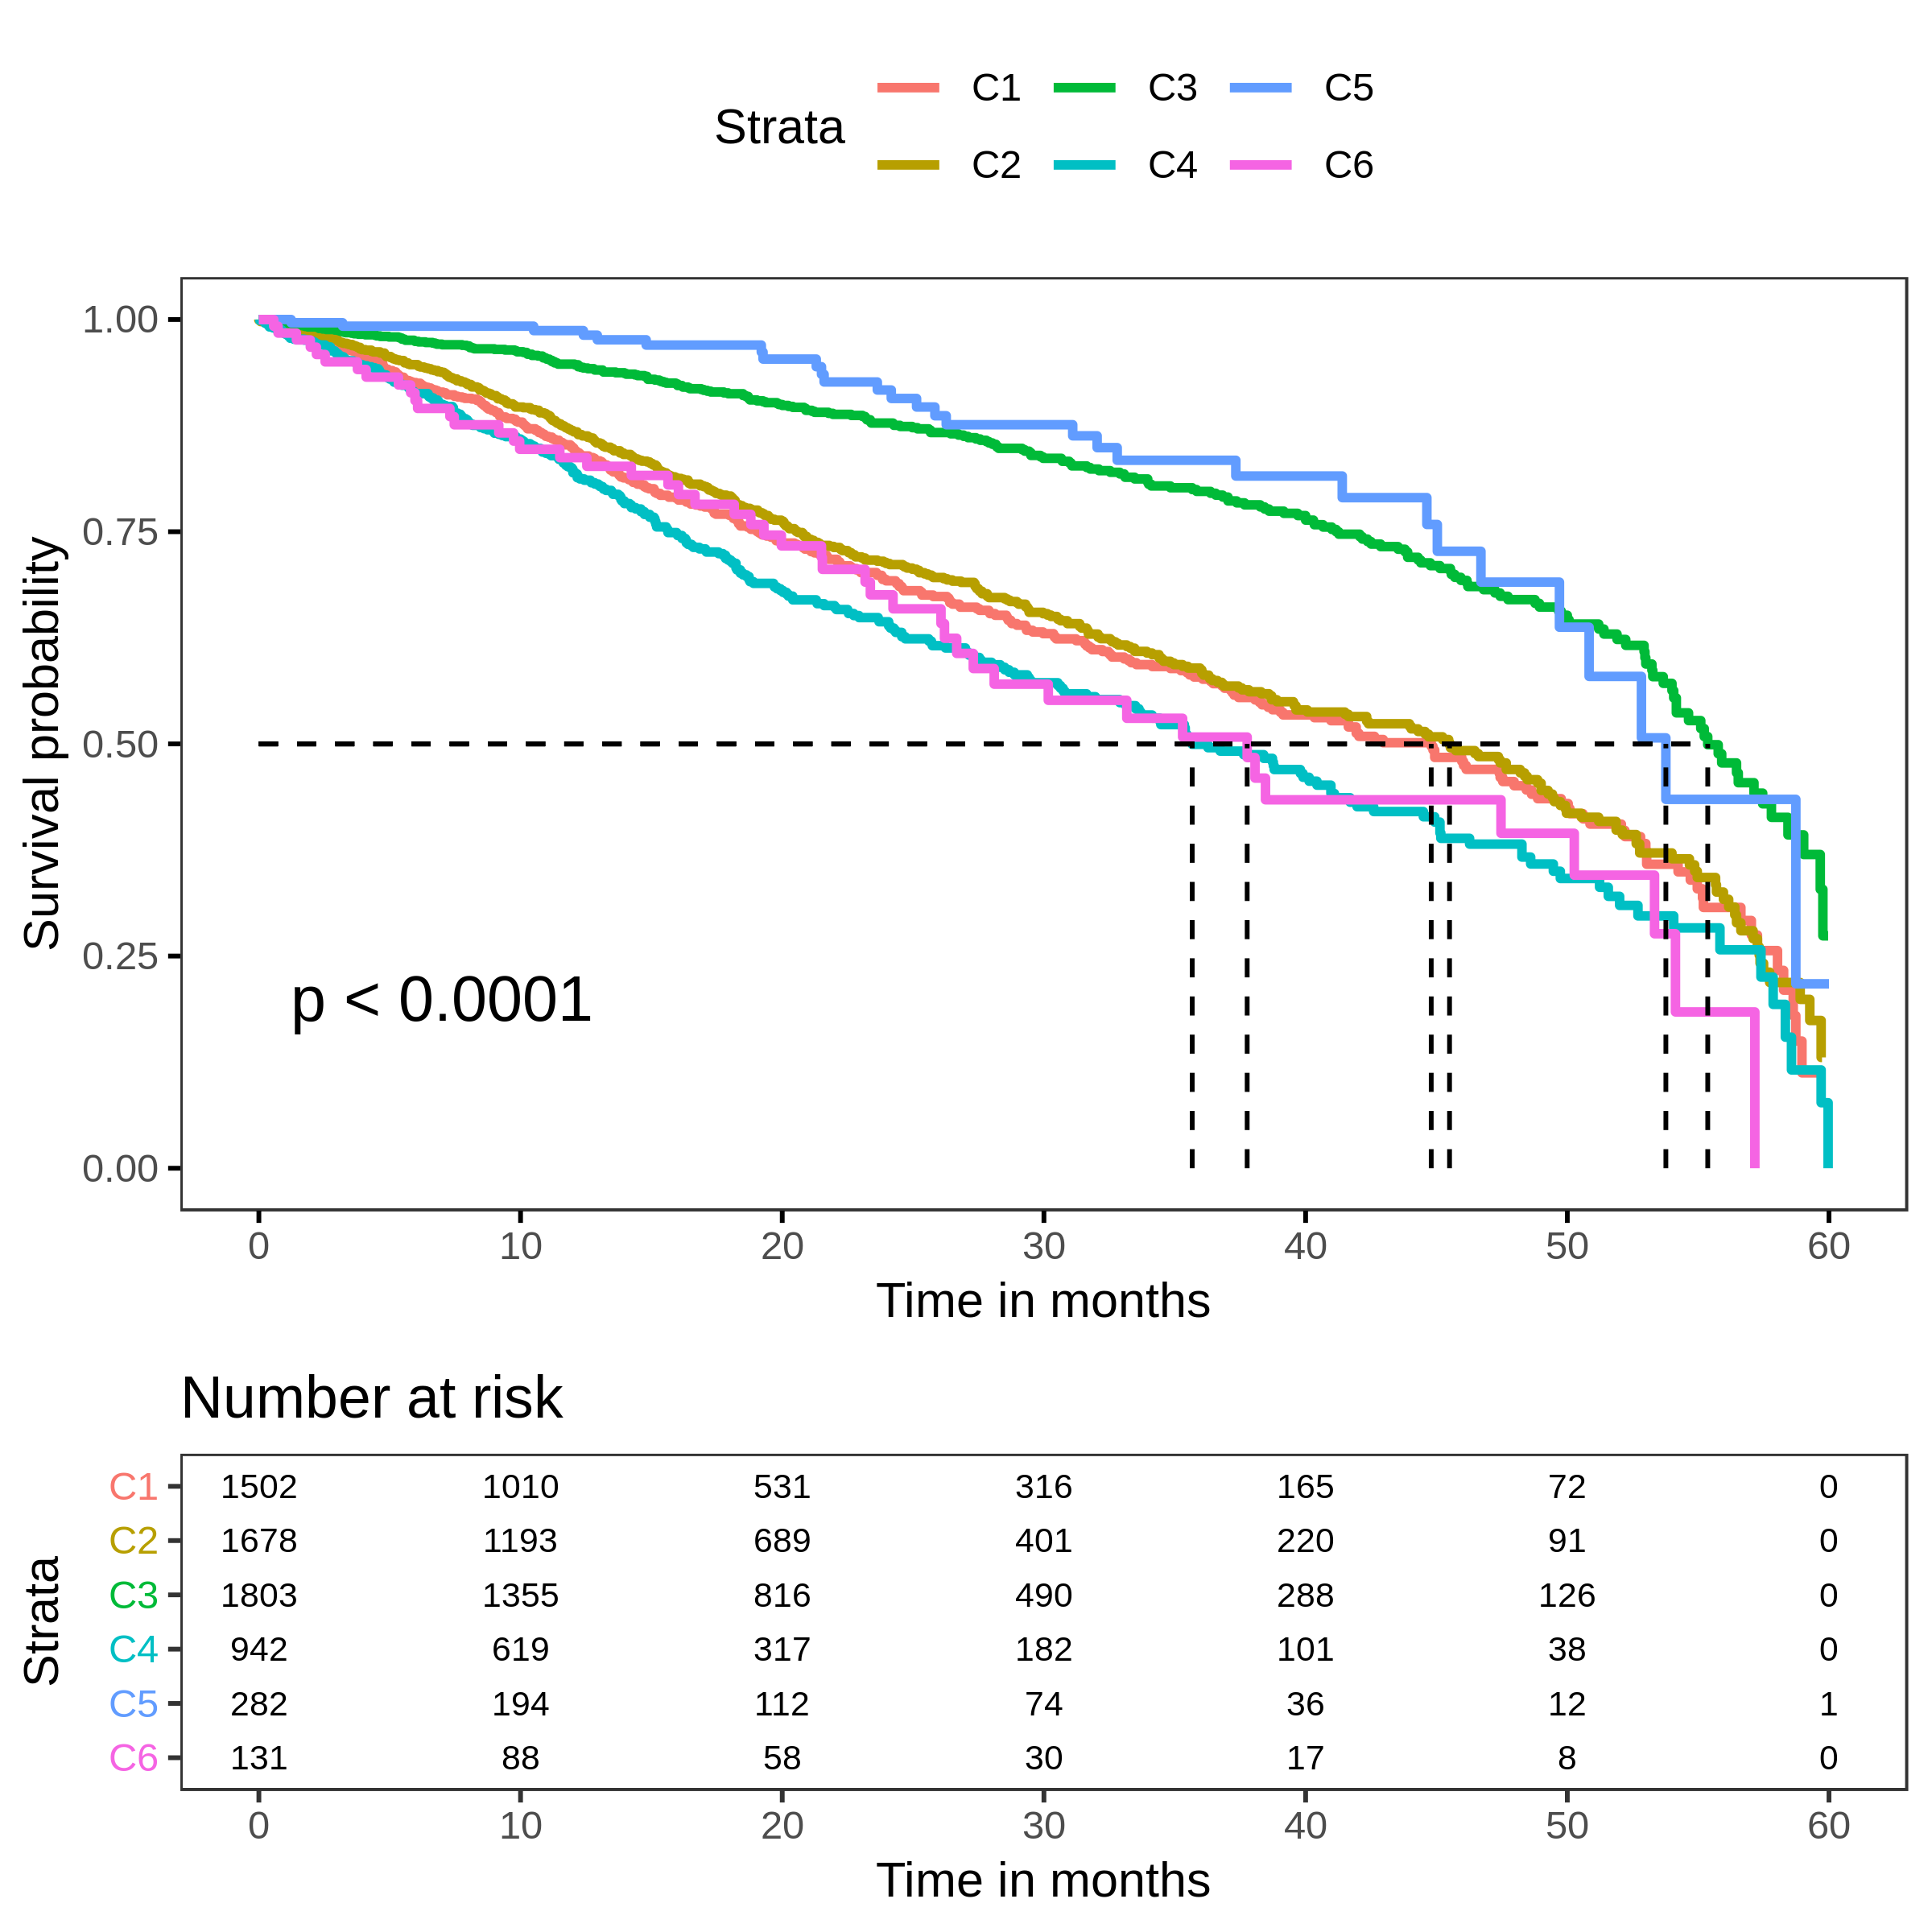 Strata
C1 C3 C5
C2 C4 C6
Survival probability
1.00
0.75
0.50
0.25
0.00
p < 0.0001
0 10 20 30 40 50 60
Time in months
Number at risk
Strata
C1 1502 1010 531 316 165 72 0
C2 1678 1193 689 401 220 91 0
C3 1803 1355 816 490 288 126 0
C4 942 619 317 182 101 38 0
C5 282 194 112 74 36 12 1
C6 131 88 58 30 17 8 0
0 10 20 30 40 50 60
Time in months